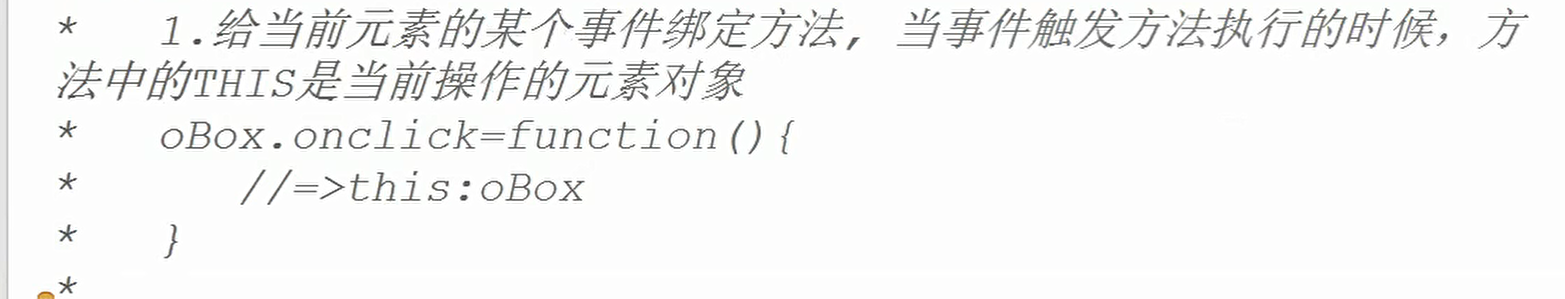 *   1.给当前元素的某个事件绑定方法, 当事件触发方法执行的时候，方
法中的THIS是当前操作的元素对象
*   oBox.onclick=function(){
*      //=>this:oBox
*   }
*